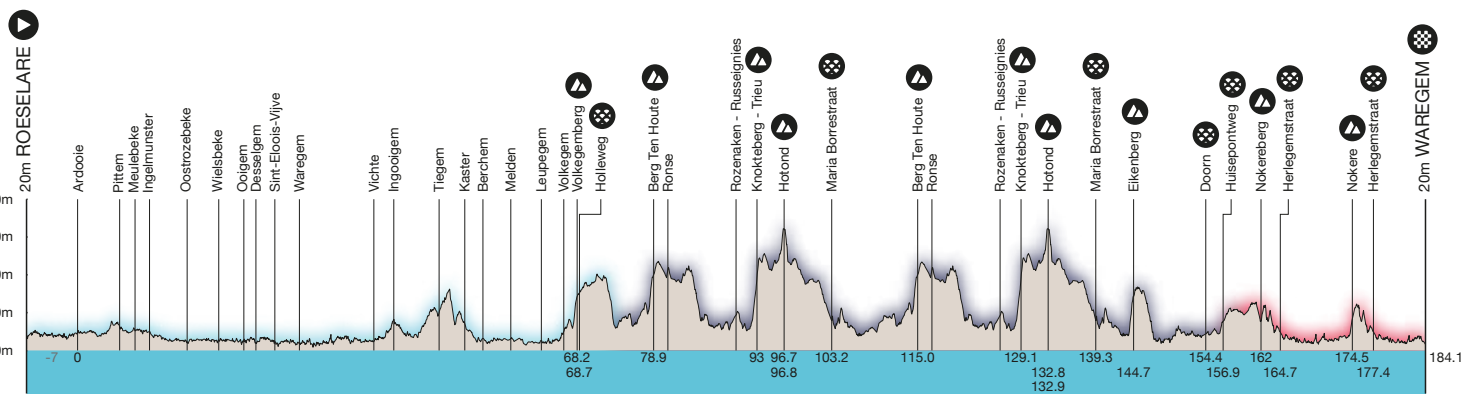 20m ROESELARE
Ardooie
Pittem
Meulebeke
Ingelmunster
Oostrozebeke
Wielsbeke
Ooigem
Desselgem
Sint-Eloois-Vijve
Waregem
Vichte
Ingooigem
Tiegem
Kaster
Berchem
Melden
Leupegem
Volkegem
Volkegemberg
Holleweg
Berg Ten Houte
Ronse
Rozenaken - Russeignies
Knokteberg - Trieu
Hotond
Maria Borrestraat
Berg Ten Houte
Ronse
Rozenaken - Russeignies
Knokteberg - Trieu
Hotond
Maria Borrestraat
Eikenberg
Doorn
Huisepontweg
Nokereberg
Herlegemstraat
Nokere
Herlegemstraat
20m WAREGEM
0m
0m
0m
0m
0m
-7 0 68.2 78.9 93 96.7 103.2 115.0 129.1 139.3 154.4 162 174.5 184.1
68.7 96.8 132.8 144.7 156.9 164.7 177.4
132.9